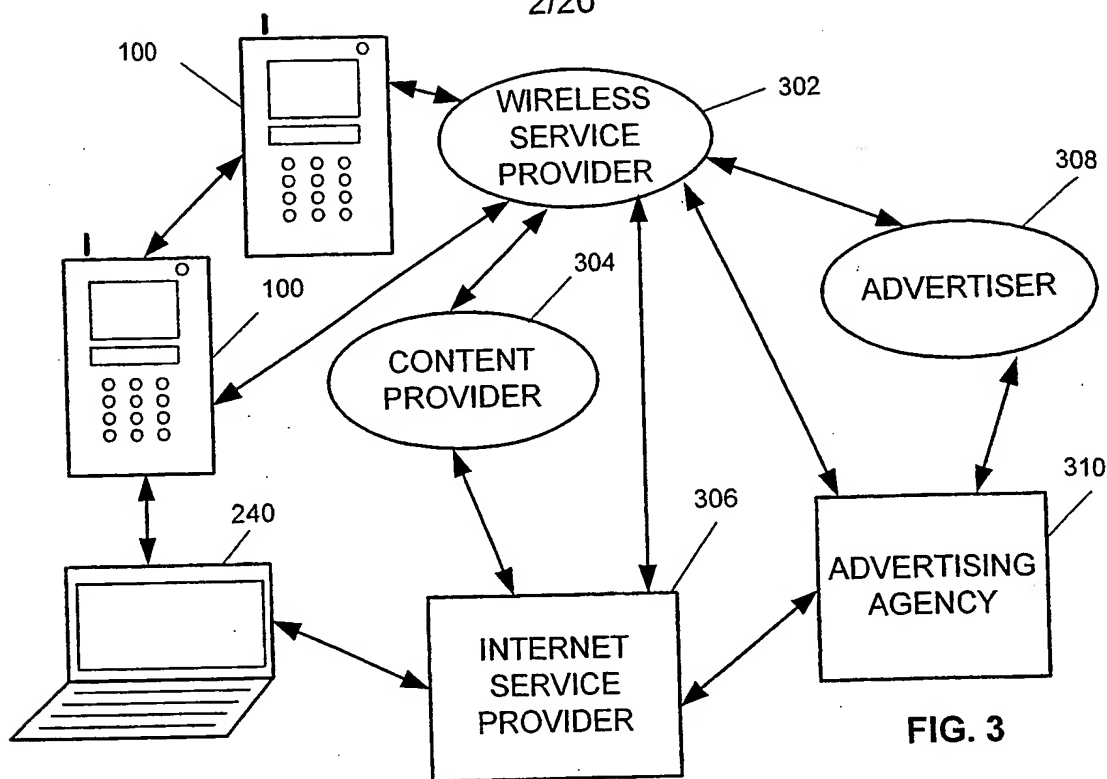 2/20
100
WIRELESS
SERVICE
PROVIDER
302
308
ADVERTISER
100
304
CONTENT
PROVIDER
240
306
310
ADVERTISING
AGENCY
INTERNET
SERVICE
PROVIDER
FIG. 3